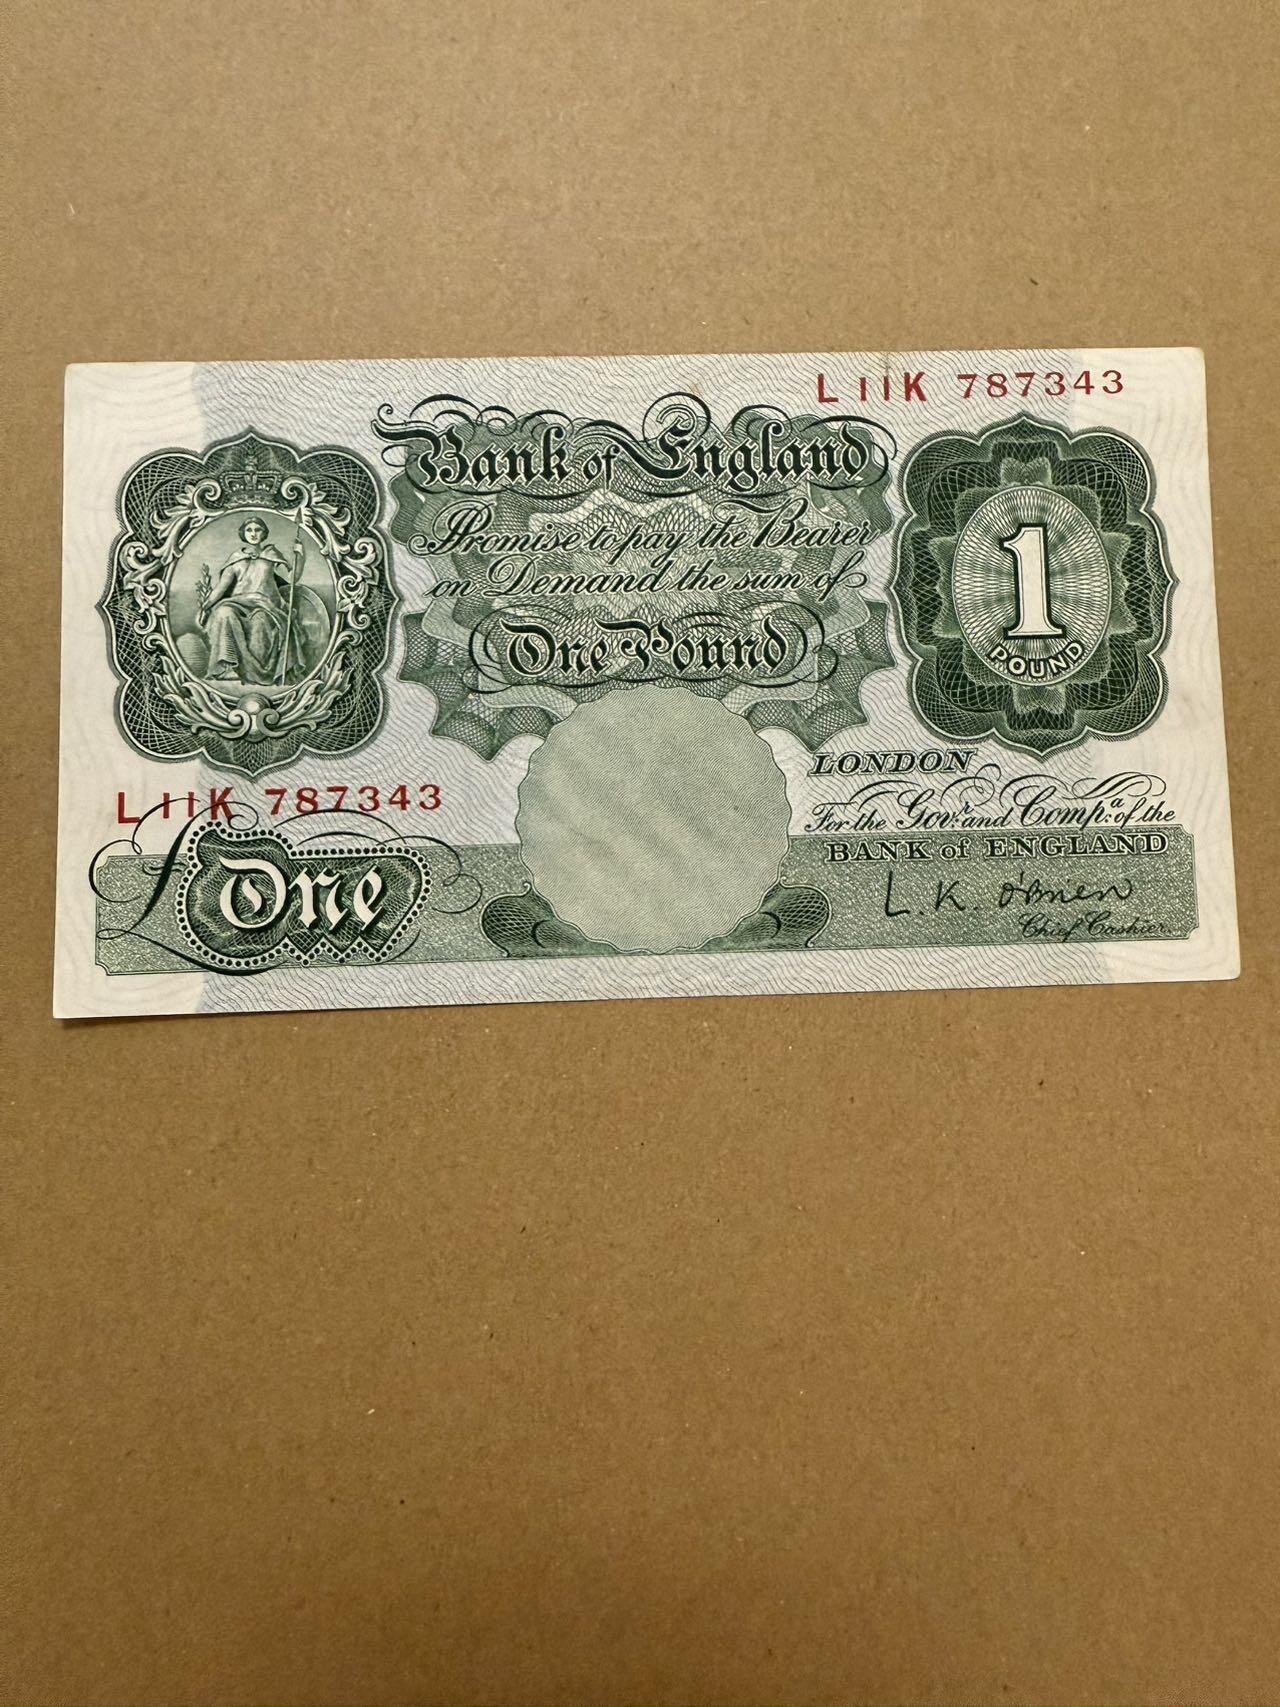 L11K 787343
Bank of England
Promise to pay the Bearer
on Demand the sum of
One Pound
1
POUND
LONDON
For the Govr. and Compa. of the
BANK of ENGLAND
L.K. O'Brien
Chief Cashier.
L11K 787343
£One